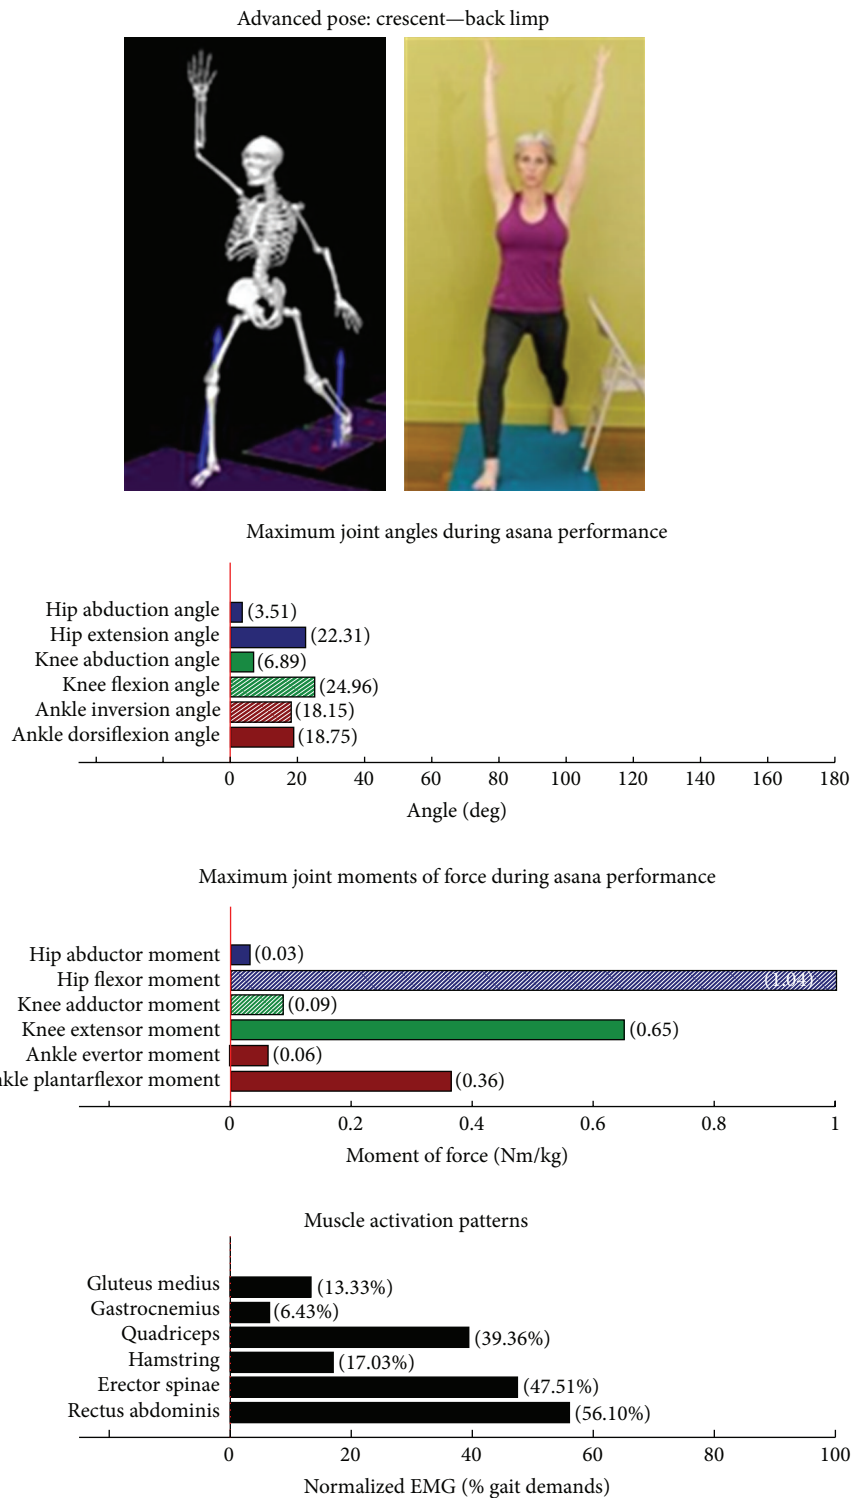 Advanced pose: crescent—back limp
Maximum joint angles during asana performance
Hip abduction angle (3.51)
Hip extension angle (22.31)
Knee abduction angle (6.89)
Knee flexion angle (24.96)
Ankle inversion angle (18.15)
Ankle dorsiflexion angle (18.75)
0 20 40 60 80 100 120 140 160 180
Angle (deg)
Maximum joint moments of force during asana performance
Hip abductor moment (0.03)
Hip flexor moment (1.04)
Knee adductor moment (0.09)
Knee extensor moment (0.65)
Ankle evertor moment (0.06)
kle plantarflexor moment (0.36)
0 0.2 0.4 0.6 0.8 1
Moment of force (Nm/kg)
Muscle activation patterns
Gluteus medius (13.33%)
Gastrocnemius (6.43%)
Quadriceps (39.36%)
Hamstring (17.03%)
Erector spinae (47.51%)
Rectus abdominis (56.10%)
0 20 40 60 80 100
Normalized EMG (% gait demands)